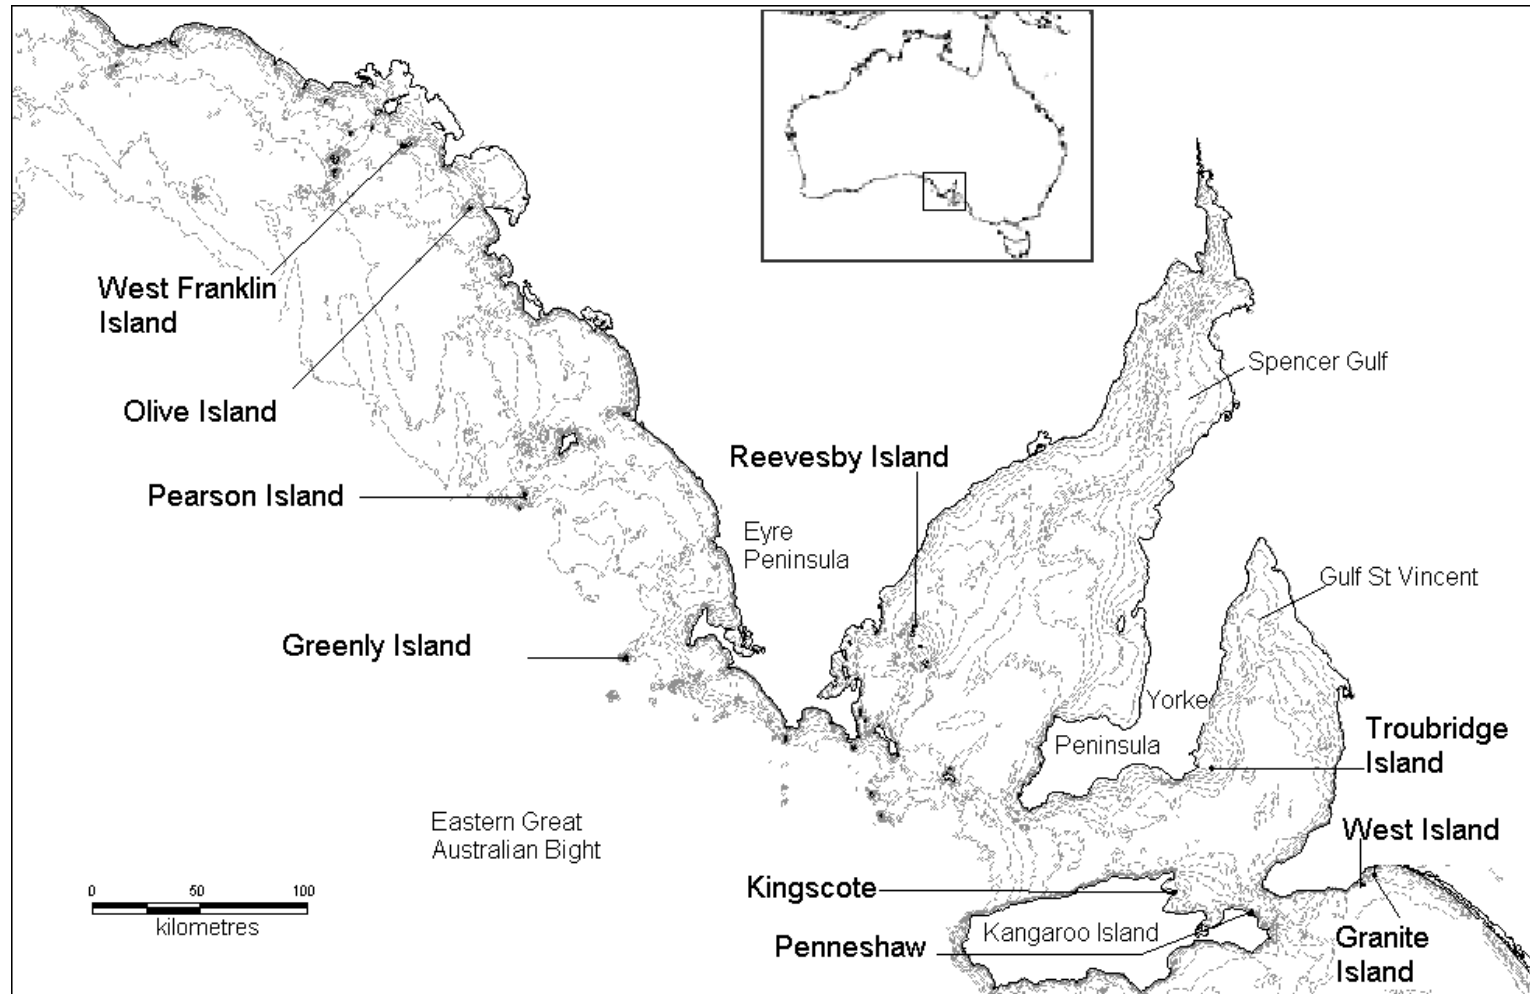 West Franklin
Island
Spencer Gulf
Olive Island
Reevesby Island
Pearson Island
Eyre
Peninsula
Gulf St Vincent
Greenly Island
Yorke
Peninsula
Troubridge
Island
Eastern Great
Australian Bight
West Island
0 50 100
kilometres
Kingscote
Kangaroo Island
Penneshaw
Granite
Island